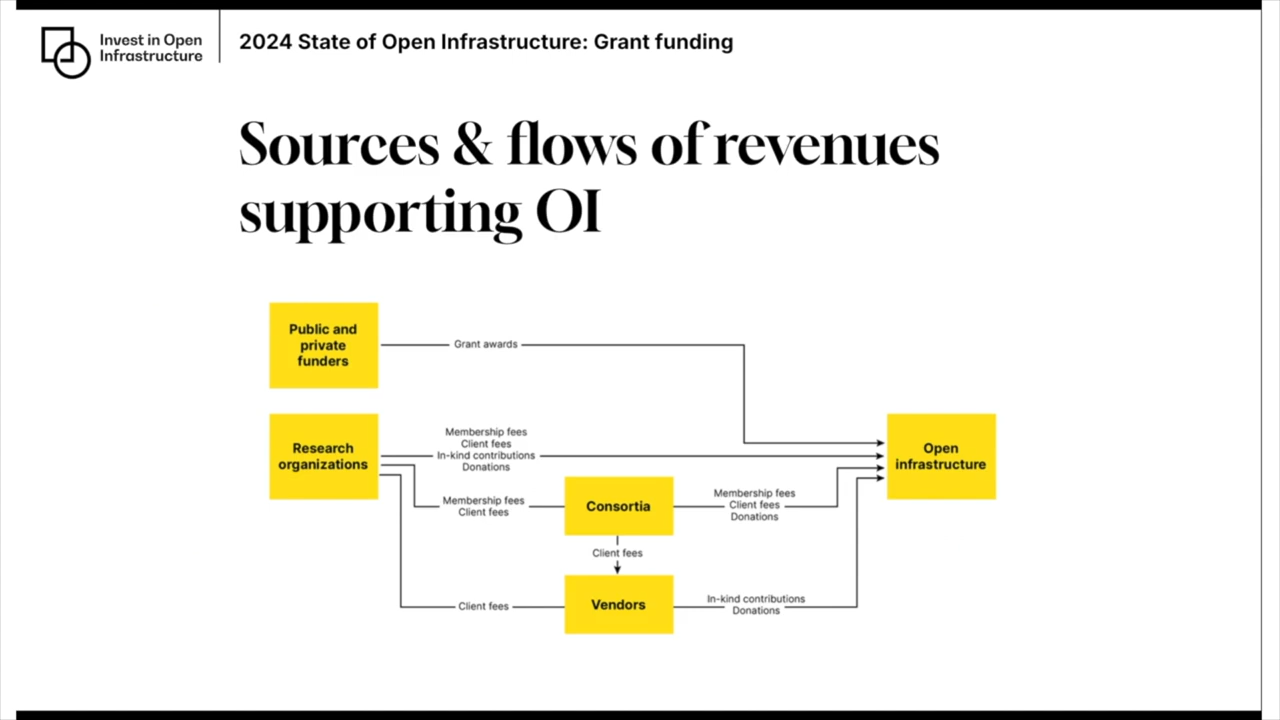 Invest in Open
Infrastructure
2024 State of Open Infrastructure: Grant funding
Sources & flows of revenues
supporting OI
Public and
private
funders
Grant awards
Research
organizations
Membership fees
Client fees
In-kind contributions
Donations
Open
infrastructure
Membership fees
Client fees
Consortia
Membership fees
Client fees
Donations
Client fees
Client fees
Vendors
In-kind contributions
Donations